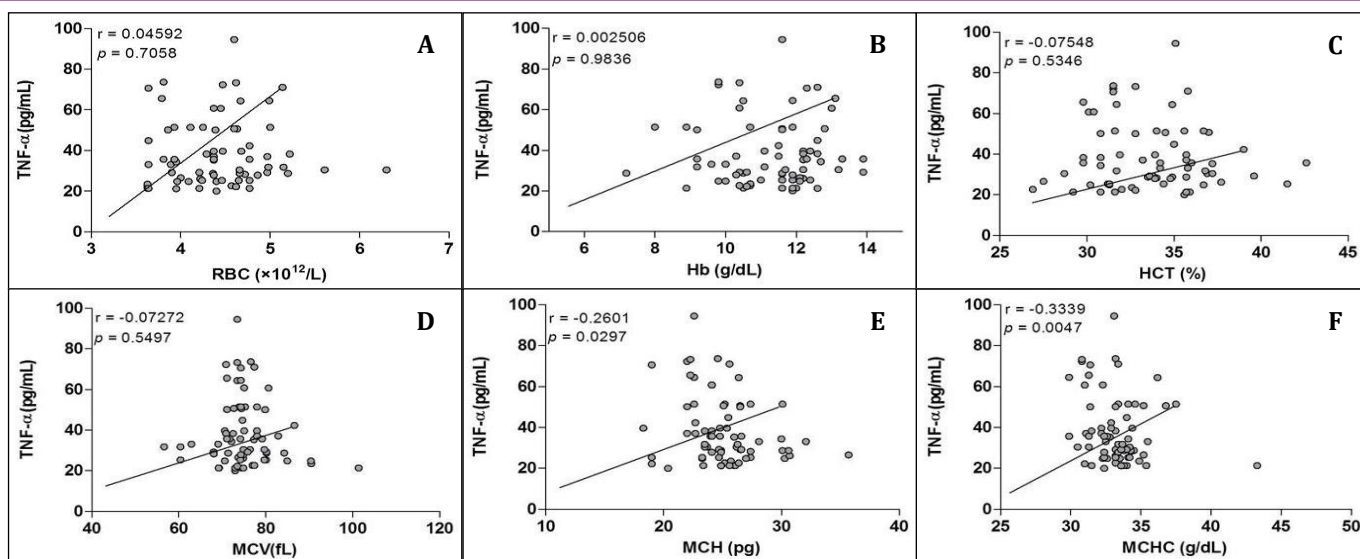 r = 0.04592
p = 0.7058
A
100
80
60
40
20
0
TNF-α(pg/mL)
3 4 5 6 7
RBC (×10¹²/L)
r = 0.002506
p = 0.9836
B
100
80
60
40
20
0
TNF-α(pg/mL)
6 8 10 12 14
Hb (g/dL)
r = -0.07548
p = 0.5346
C
100
80
60
40
20
0
TNF-α(pg/mL)
25 30 35 40 45
HCT (%)
r = -0.07272
p = 0.5497
D
100
80
60
40
20
0
TNF-α(pg/mL)
40 60 80 100 120
MCV(fL)
r = -0.2601
p = 0.0297
E
100
80
60
40
20
0
TNF-α(pg/mL)
10 20 30 40
MCH (pg)
r = -0.3339
p = 0.0047
F
100
80
60
40
20
0
TNF-α(pg/mL)
25 30 35 40 45 50
MCHC (g/dL)